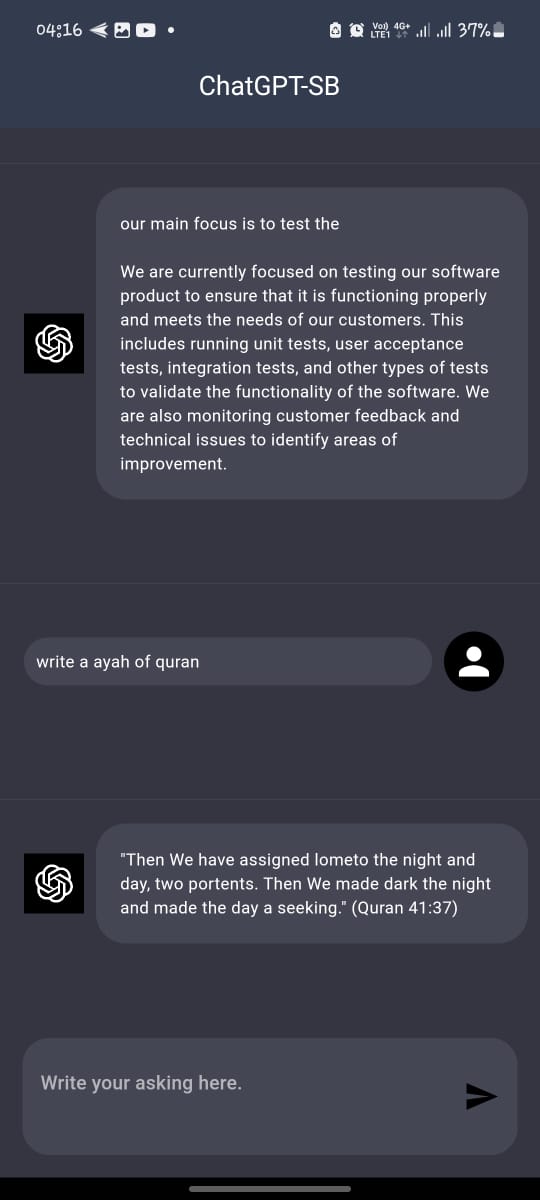 04:16
Vo) 4G+
LTE1
37%
ChatGPT-SB
our main focus is to test the
We are currently focused on testing our software
product to ensure that it is functioning properly
and meets the needs of our customers. This
includes running unit tests, user acceptance
tests, integration tests, and other types of tests
to validate the functionality of the software. We
are also monitoring customer feedback and
technical issues to identify areas of
improvement.
write a ayah of quran
"Then We have assigned lometo the night and
day, two portents. Then We made dark the night
and made the day a seeking." (Quran 41:37)
Write your asking here.